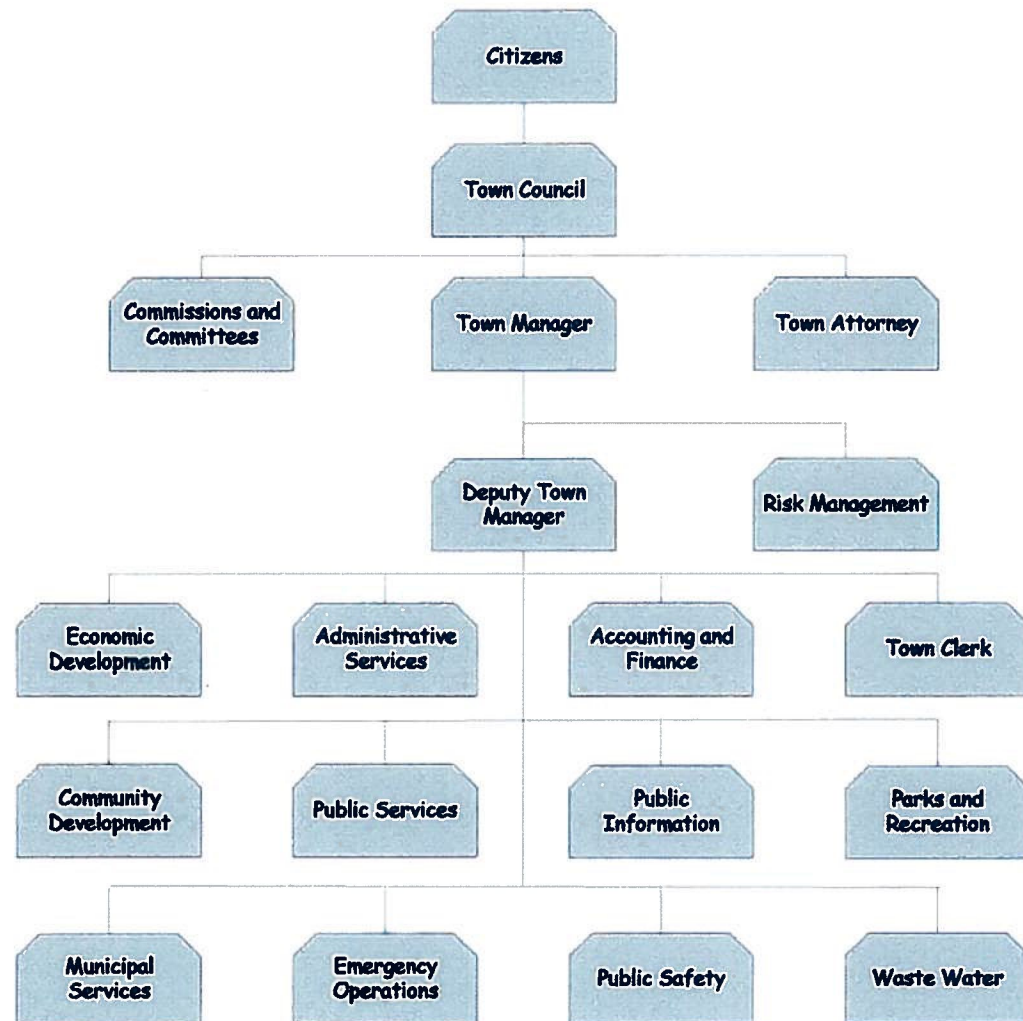 Citizens
Town Council
Commissions and
Committees
Town Manager
Town Attorney
Deputy Town
Manager
Risk Management
Economic
Development
Administrative
Services
Accounting and
Finance
Town Clerk
Community
Development
Public Services
Public
Information
Parks and
Recreation
Municipal
Services
Emergency
Operations
Public Safety
Waste Water